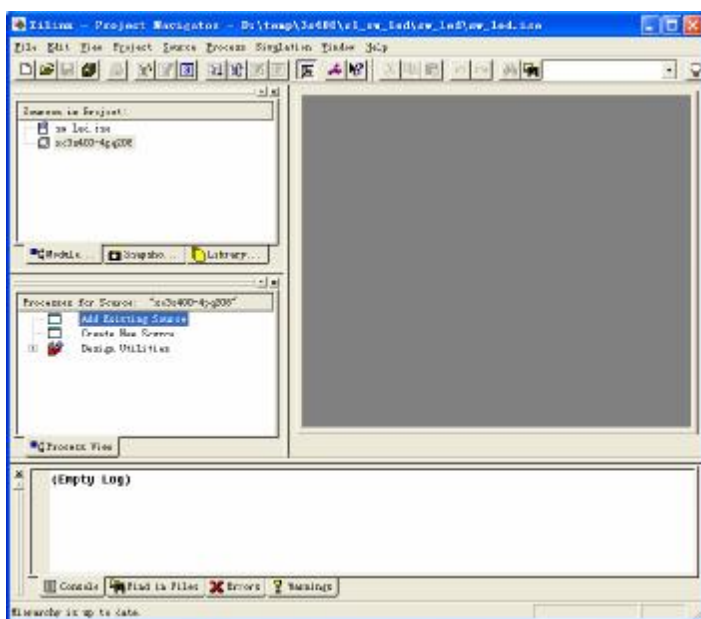 Xilinx - Project Navigator - D:\temp\3s400\s1_sw_led\sw_led\sw_led.ise
File Edit View Project Source Process Simulation Window Help
Sources in Project:
sw_led.ise
xc3s400-4pq208
Module... Snapsho... Library...
Processes for Source: "xc3s400-4pq208"
Add Existing Source
Create New Source
Design Utilities
Process View
(Empty Log)
Console Find in Files Errors Warnings
Hierarchy is up to date.